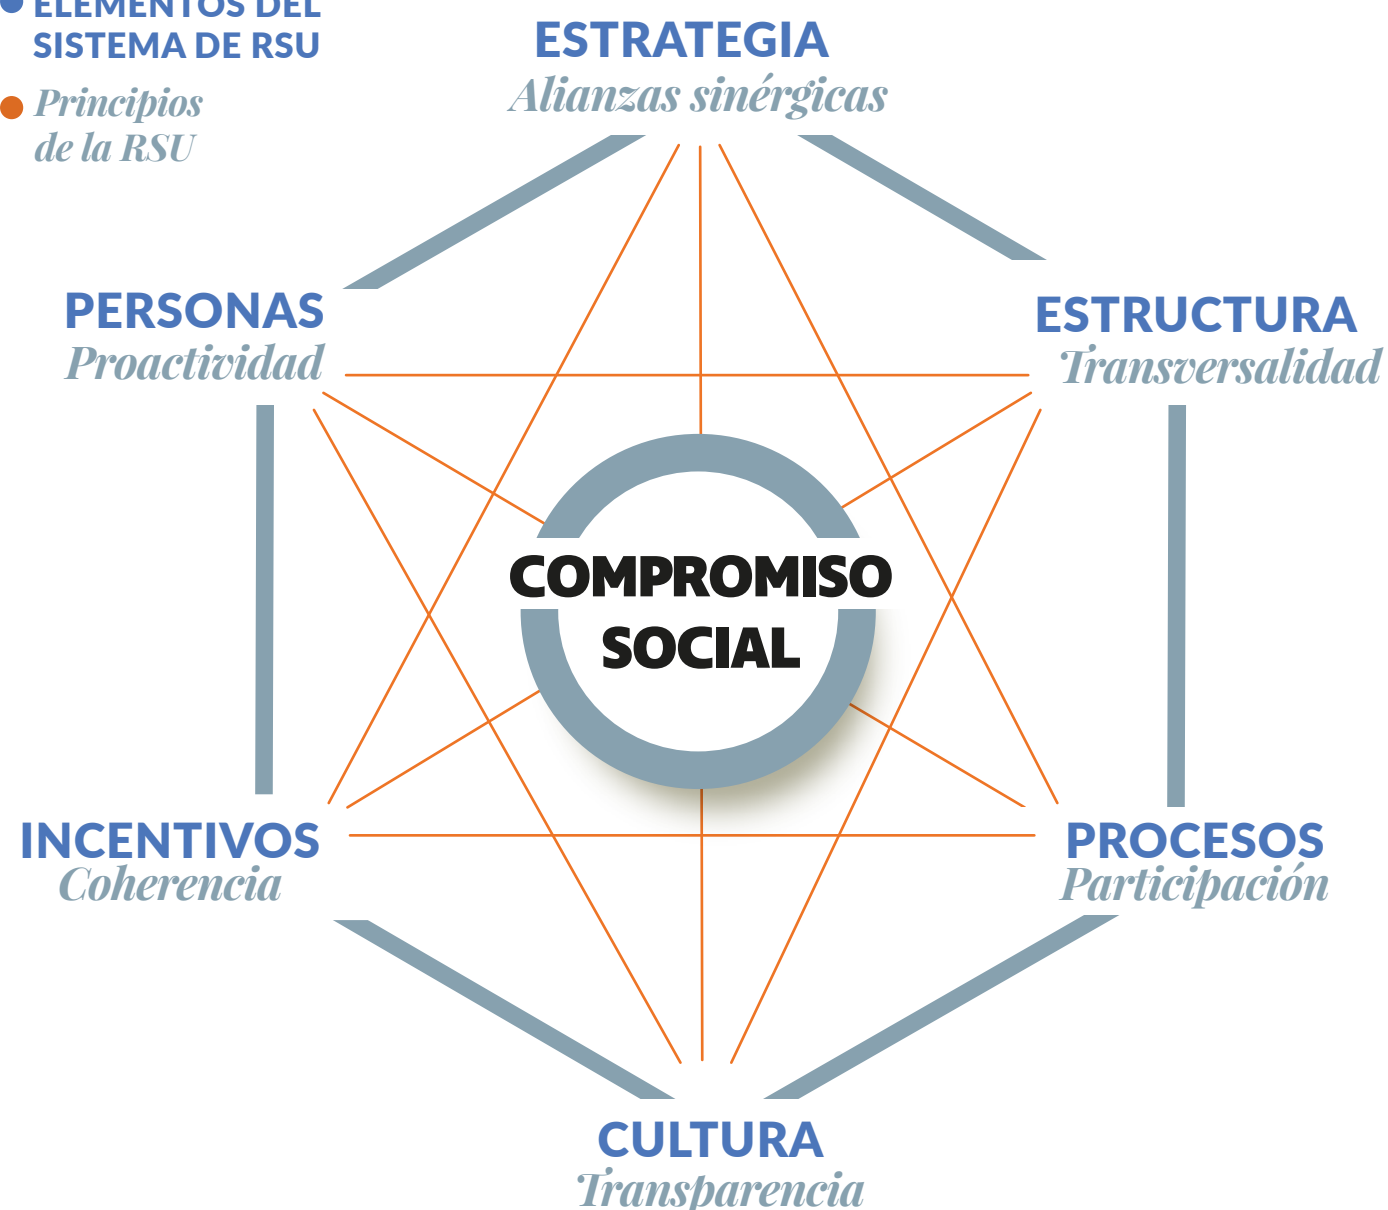 ELEMENTOS DEL
SISTEMA DE RSU
Principios
de la RSU
ESTRATEGIA
Alianzas sinérgicas
PERSONAS
Proactividad
ESTRUCTURA
Transversalidad
COMPROMISO
SOCIAL
INCENTIVOS
Coherencia
PROCESOS
Participación
CULTURA
Transparencia